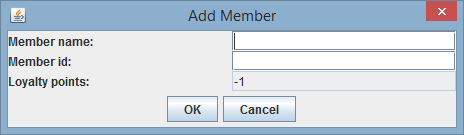 Add Member
Member name:
Member id:
Loyalty points: -1
OK Cancel